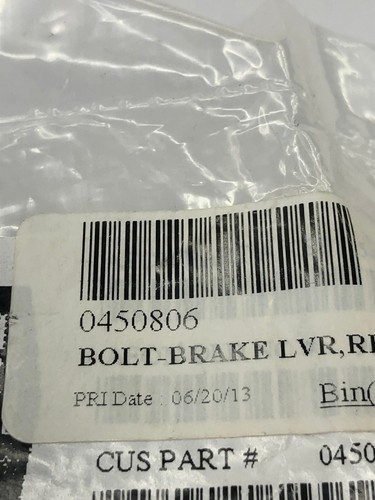 0450806
BOLT-BRAKE LVR,R
PRI Date : 06/20/13
Bin(
CUS PART # 0450